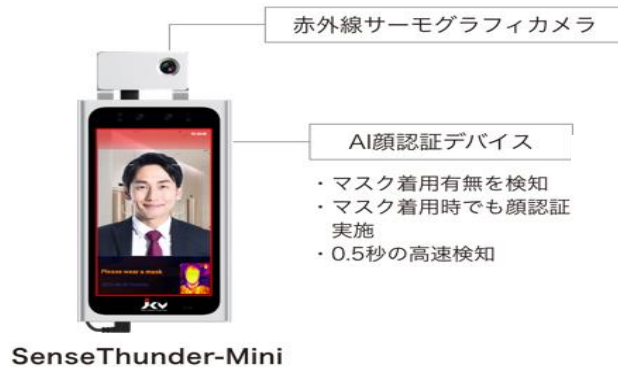 赤外線サーモグラフィカメラ
AI顔認証デバイス
・マスク着用有無を検知
・マスク着用時でも顔認証
実施
・0.5秒の高速検知
Please wear a mask
JCV
SenseThunder-Mini